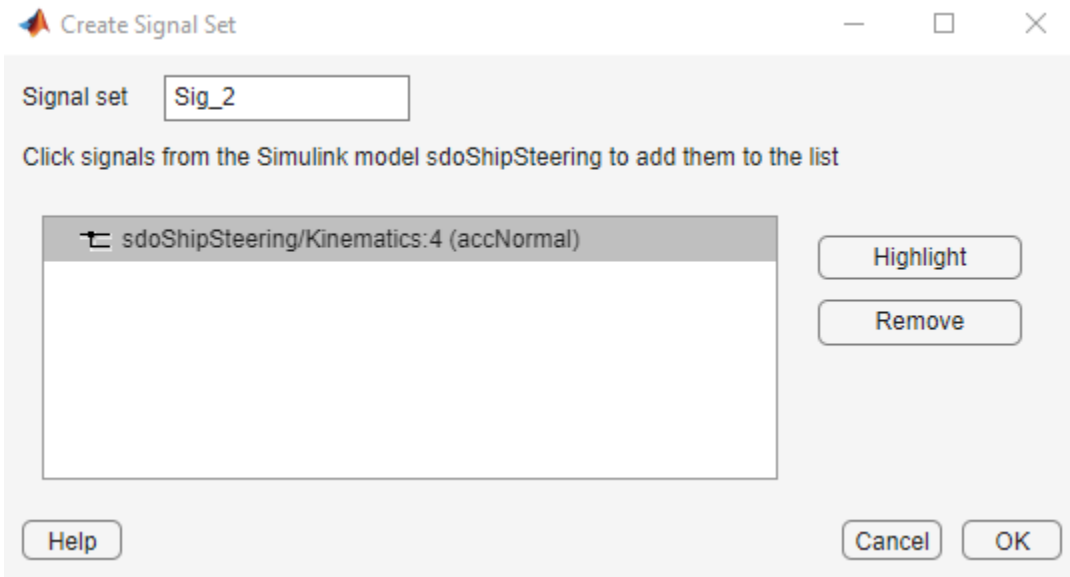 Create Signal Set
Signal set Sig_2
Click signals from the Simulink model sdoShipSteering to add them to the list
sdoShipSteering/Kinematics:4 (accNormal)
Highlight
Remove
Help Cancel OK